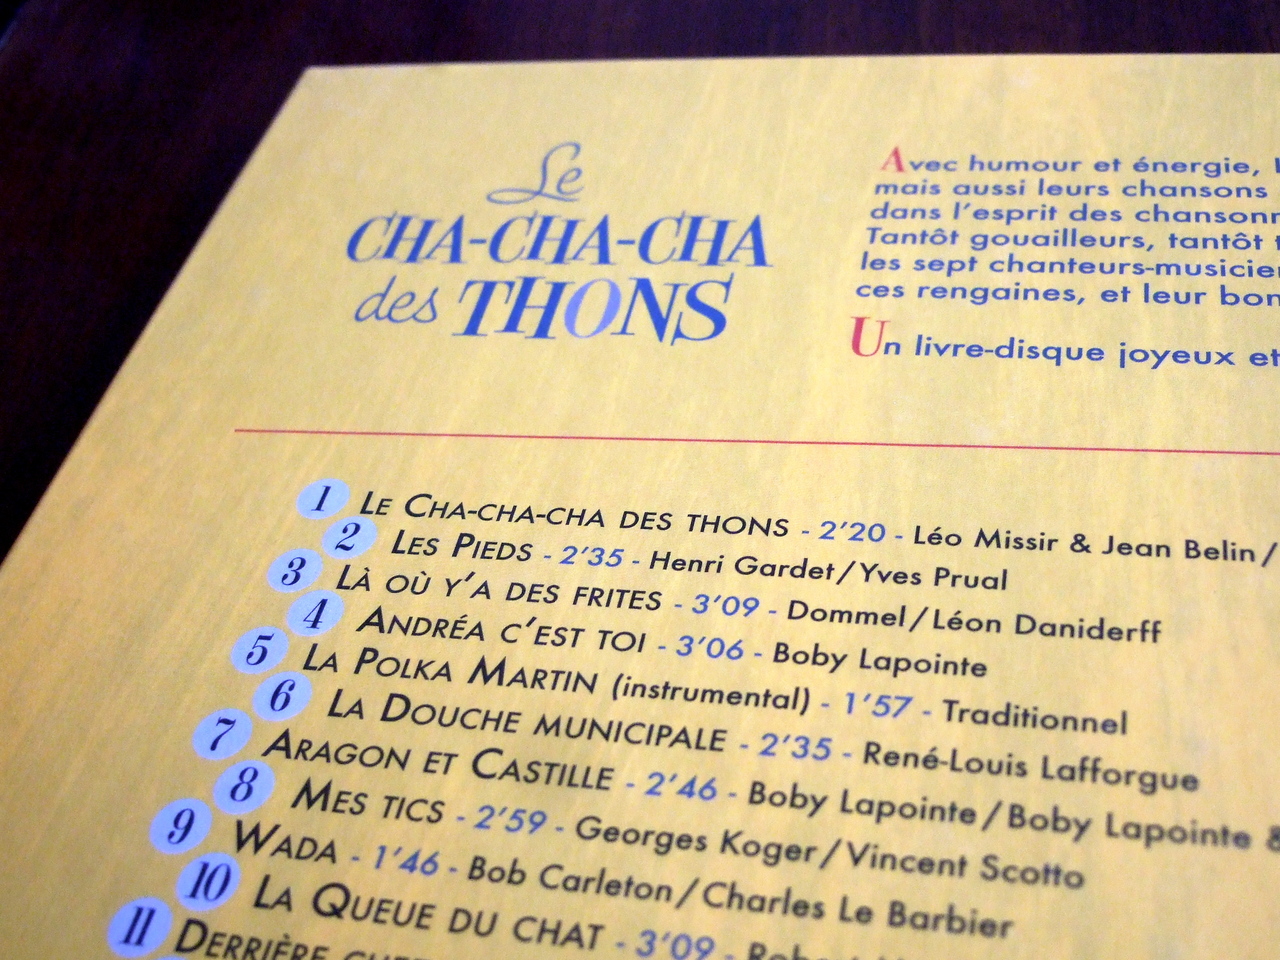 Le
CHA-CHA-CHA
des THONS
Avec humour et énergie,
mais aussi leurs chansons
dans l'esprit des
Tantôt gouailleurs, tantôt
les sept
ces rengaines, et leur
Un livre-disque joyeux et
1 LE CHA-CHA-CHA DES THONS - 2'20 - Léo Missir & Jean Belin /
2 LES PIEDS - 2'35 - Henri Gardet / Yves Prual
3 LÀ OÙ Y'A DES FRITES - 3'09 - Dommel / Léon Daniderff
4 ANDRÉA C'EST TOI - 3'06 - Boby Lapointe
5 LA POLKA MARTIN (instrumental) - 1'57 - Traditionnel
6 LA DOUCHE MUNICIPALE - 2'35 - René-Louis Lafforgue
7 ARAGON ET CASTILLE - 2'46 - Boby Lapointe / Boby Lapointe &
8 MES TICS - 2'59 - Georges Koger / Vincent Scotto
9 WADA - 1'46 - Bob Carleton / Charles Le Barbier
10 LA QUEUE DU CHAT - 3'09 -
11 DERRIÈRE